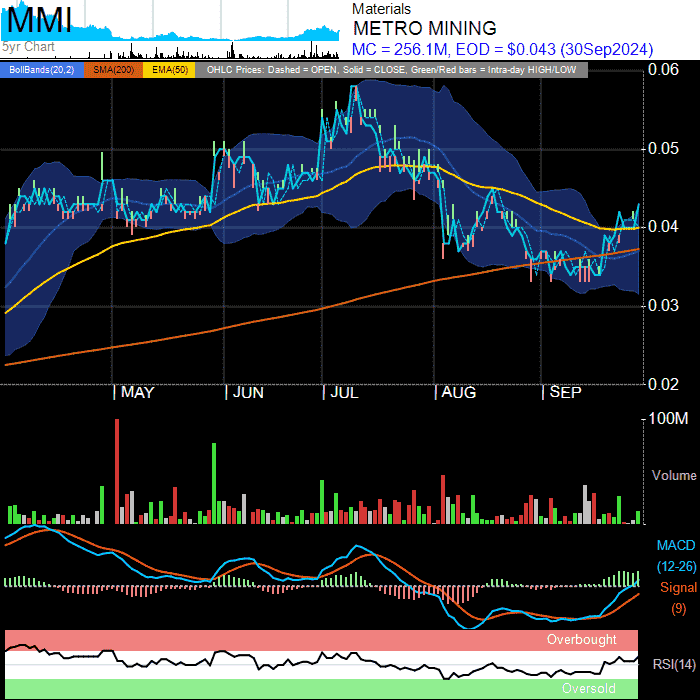 MMI
5yr Chart
Materials
METRO MINING
MC = 256.1M, EOD = $0.043 (30Sep2024)
BollBands(20,2) SMA(200) EMA(50) OHLC Prices: Dashed = OPEN, Solid = CLOSE, Green/Red bars = Intra-day HIGH/LOW
0.06
0.05
0.04
0.03
0.02
MAY JUN JUL AUG SEP
100M
Volume
MACD
(12-26)
Signal
(9)
Overbought
RSI(14)
Oversold